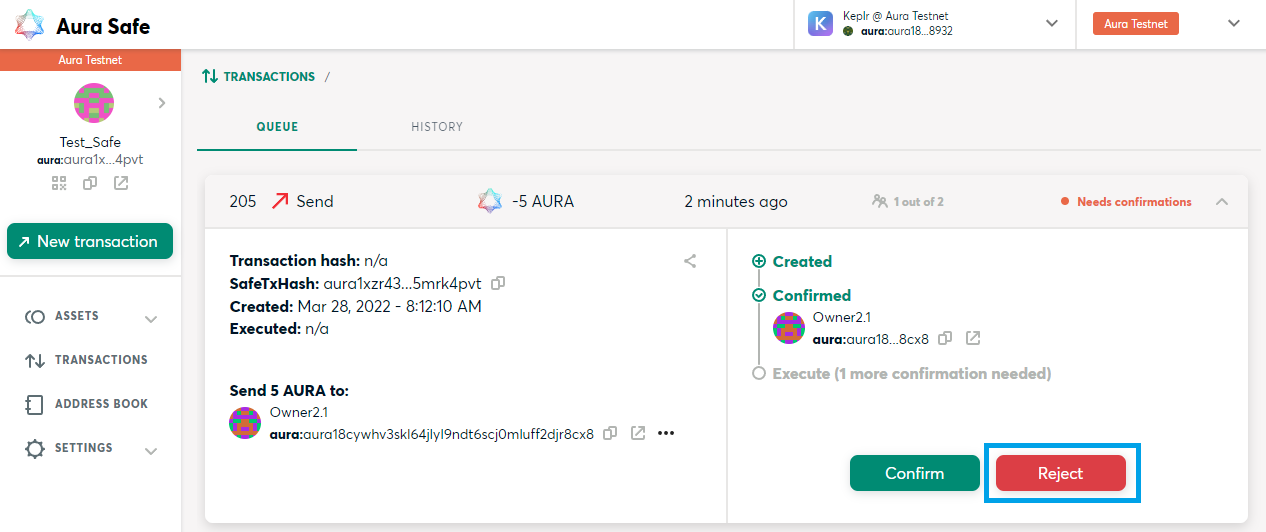 Aura Safe
K
Keplr @ Aura Testnet
aura:aura18...8932
Aura Testnet
Aura Testnet
Test_Safe
aura:aura1x...4pvt
New transaction
ASSETS
TRANSACTIONS
ADDRESS BOOK
SETTINGS
TRANSACTIONS /
QUEUE
HISTORY
205 Send -5 AURA 2 minutes ago 1 out of 2 Needs confirmations
Transaction hash: n/a
SafeTxHash: aura1xzr43...5mrk4pvt
Created: Mar 28, 2022 - 8:12:10 AM
Executed: n/a
Send 5 AURA to:
Owner2.1
aura:aura18cywhv3skl64jlyl9ndt6scj0mluff2djr8cx8
Created
Confirmed
Owner2.1
aura:aura18...8cx8
Execute (1 more confirmation needed)
Confirm
Reject